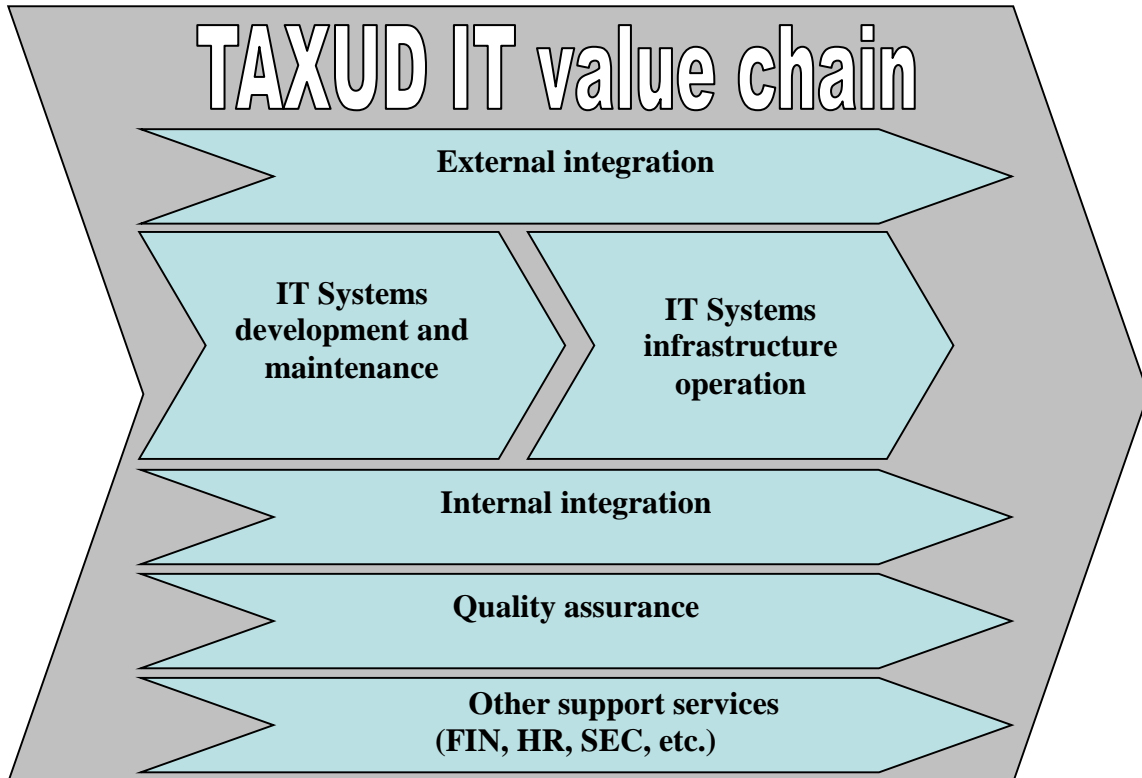 TAXUD IT value chain
External integration
IT Systems
development and
maintenance
IT Systems
infrastructure
operation
Internal integration
Quality assurance
Other support services
(FIN, HR, SEC, etc.)